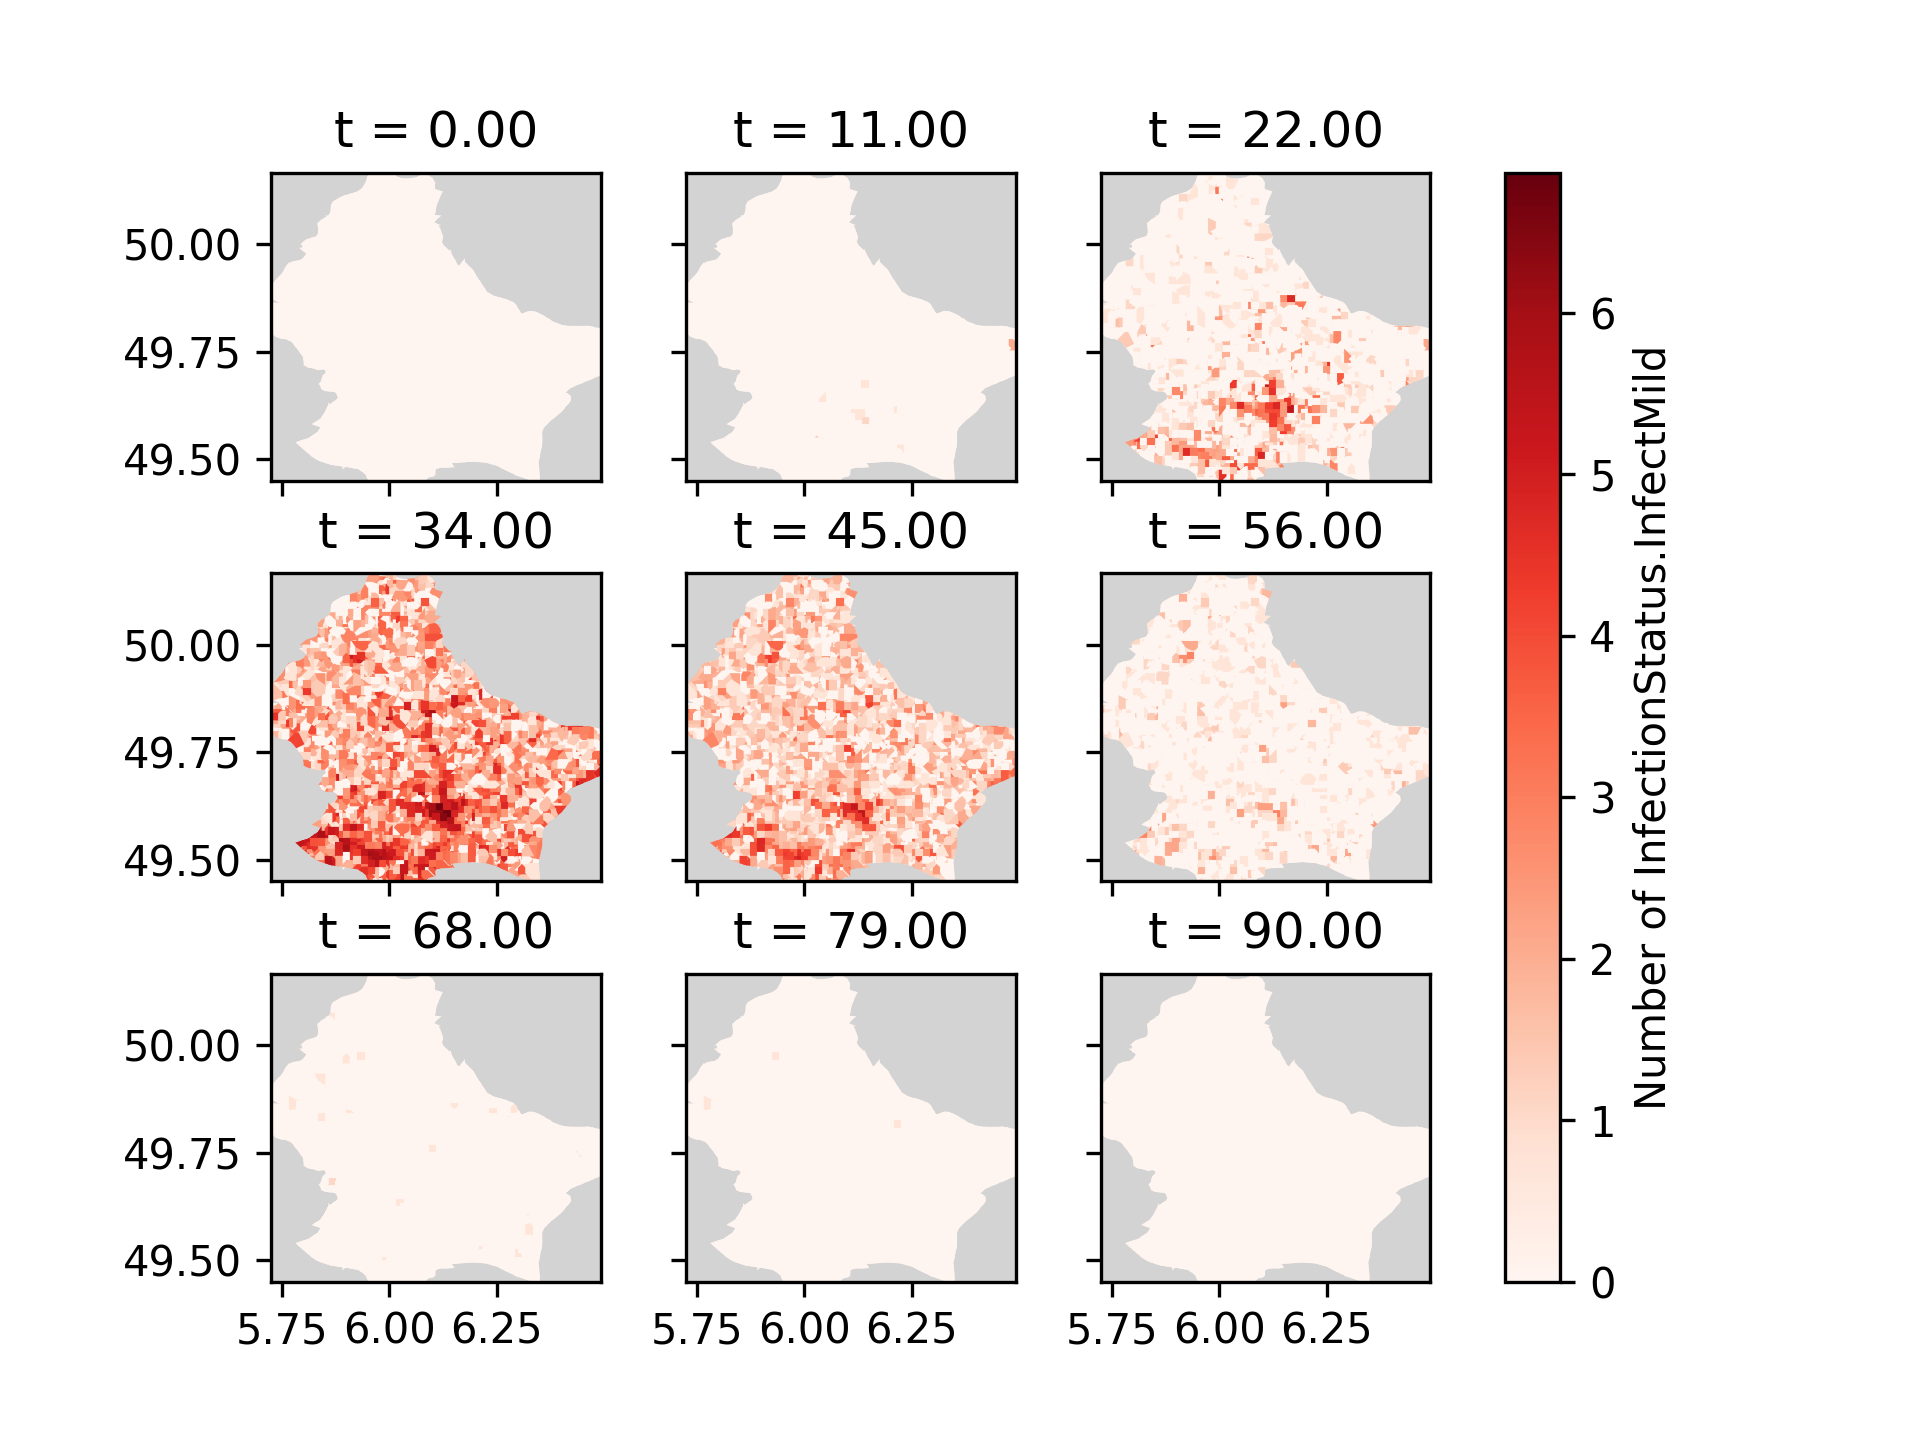 t = 0.00
t = 11.00
t = 22.00
50.00
49.75
49.50
t = 34.00
t = 45.00
t = 56.00
50.00
49.75
49.50
t = 68.00
t = 79.00
t = 90.00
50.00
49.75
49.50
5.75 6.00 6.25
5.75 6.00 6.25
5.75 6.00 6.25
6
5
4
3
2
1
0
Number of InfectionStatus.InfectMild